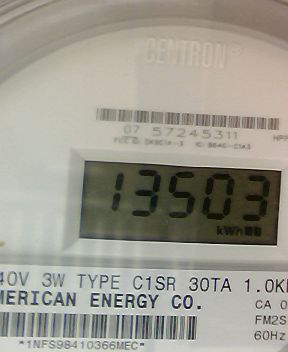 CENTRON®
07 57245311
13503
kWh
40V 3W TYPE C1SR 30TA 1.0K
MERICAN ENERGY CO.
CA 0
FM2S
60Hz
*1NFS98410366MEC*